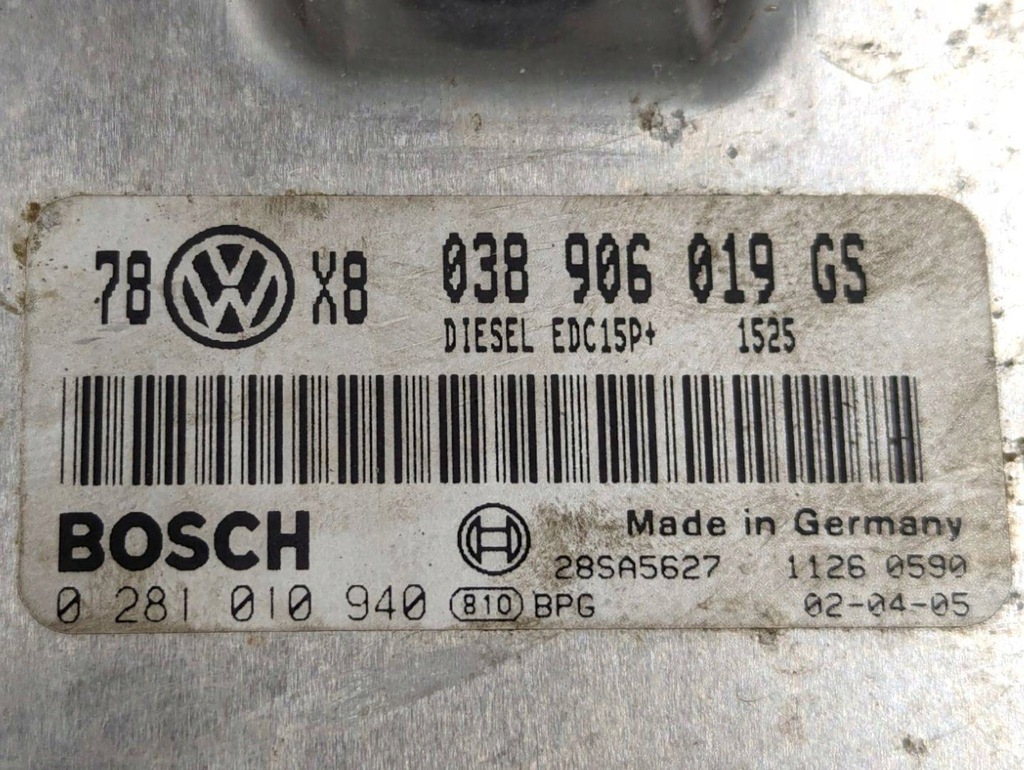 78 VW X8 038 906 019 GS
DIESEL EDC15P+ 1525
BOSCH Made in Germany
28SA5627 1126 0590
0 281 010 940 810 BPG 02-04-05